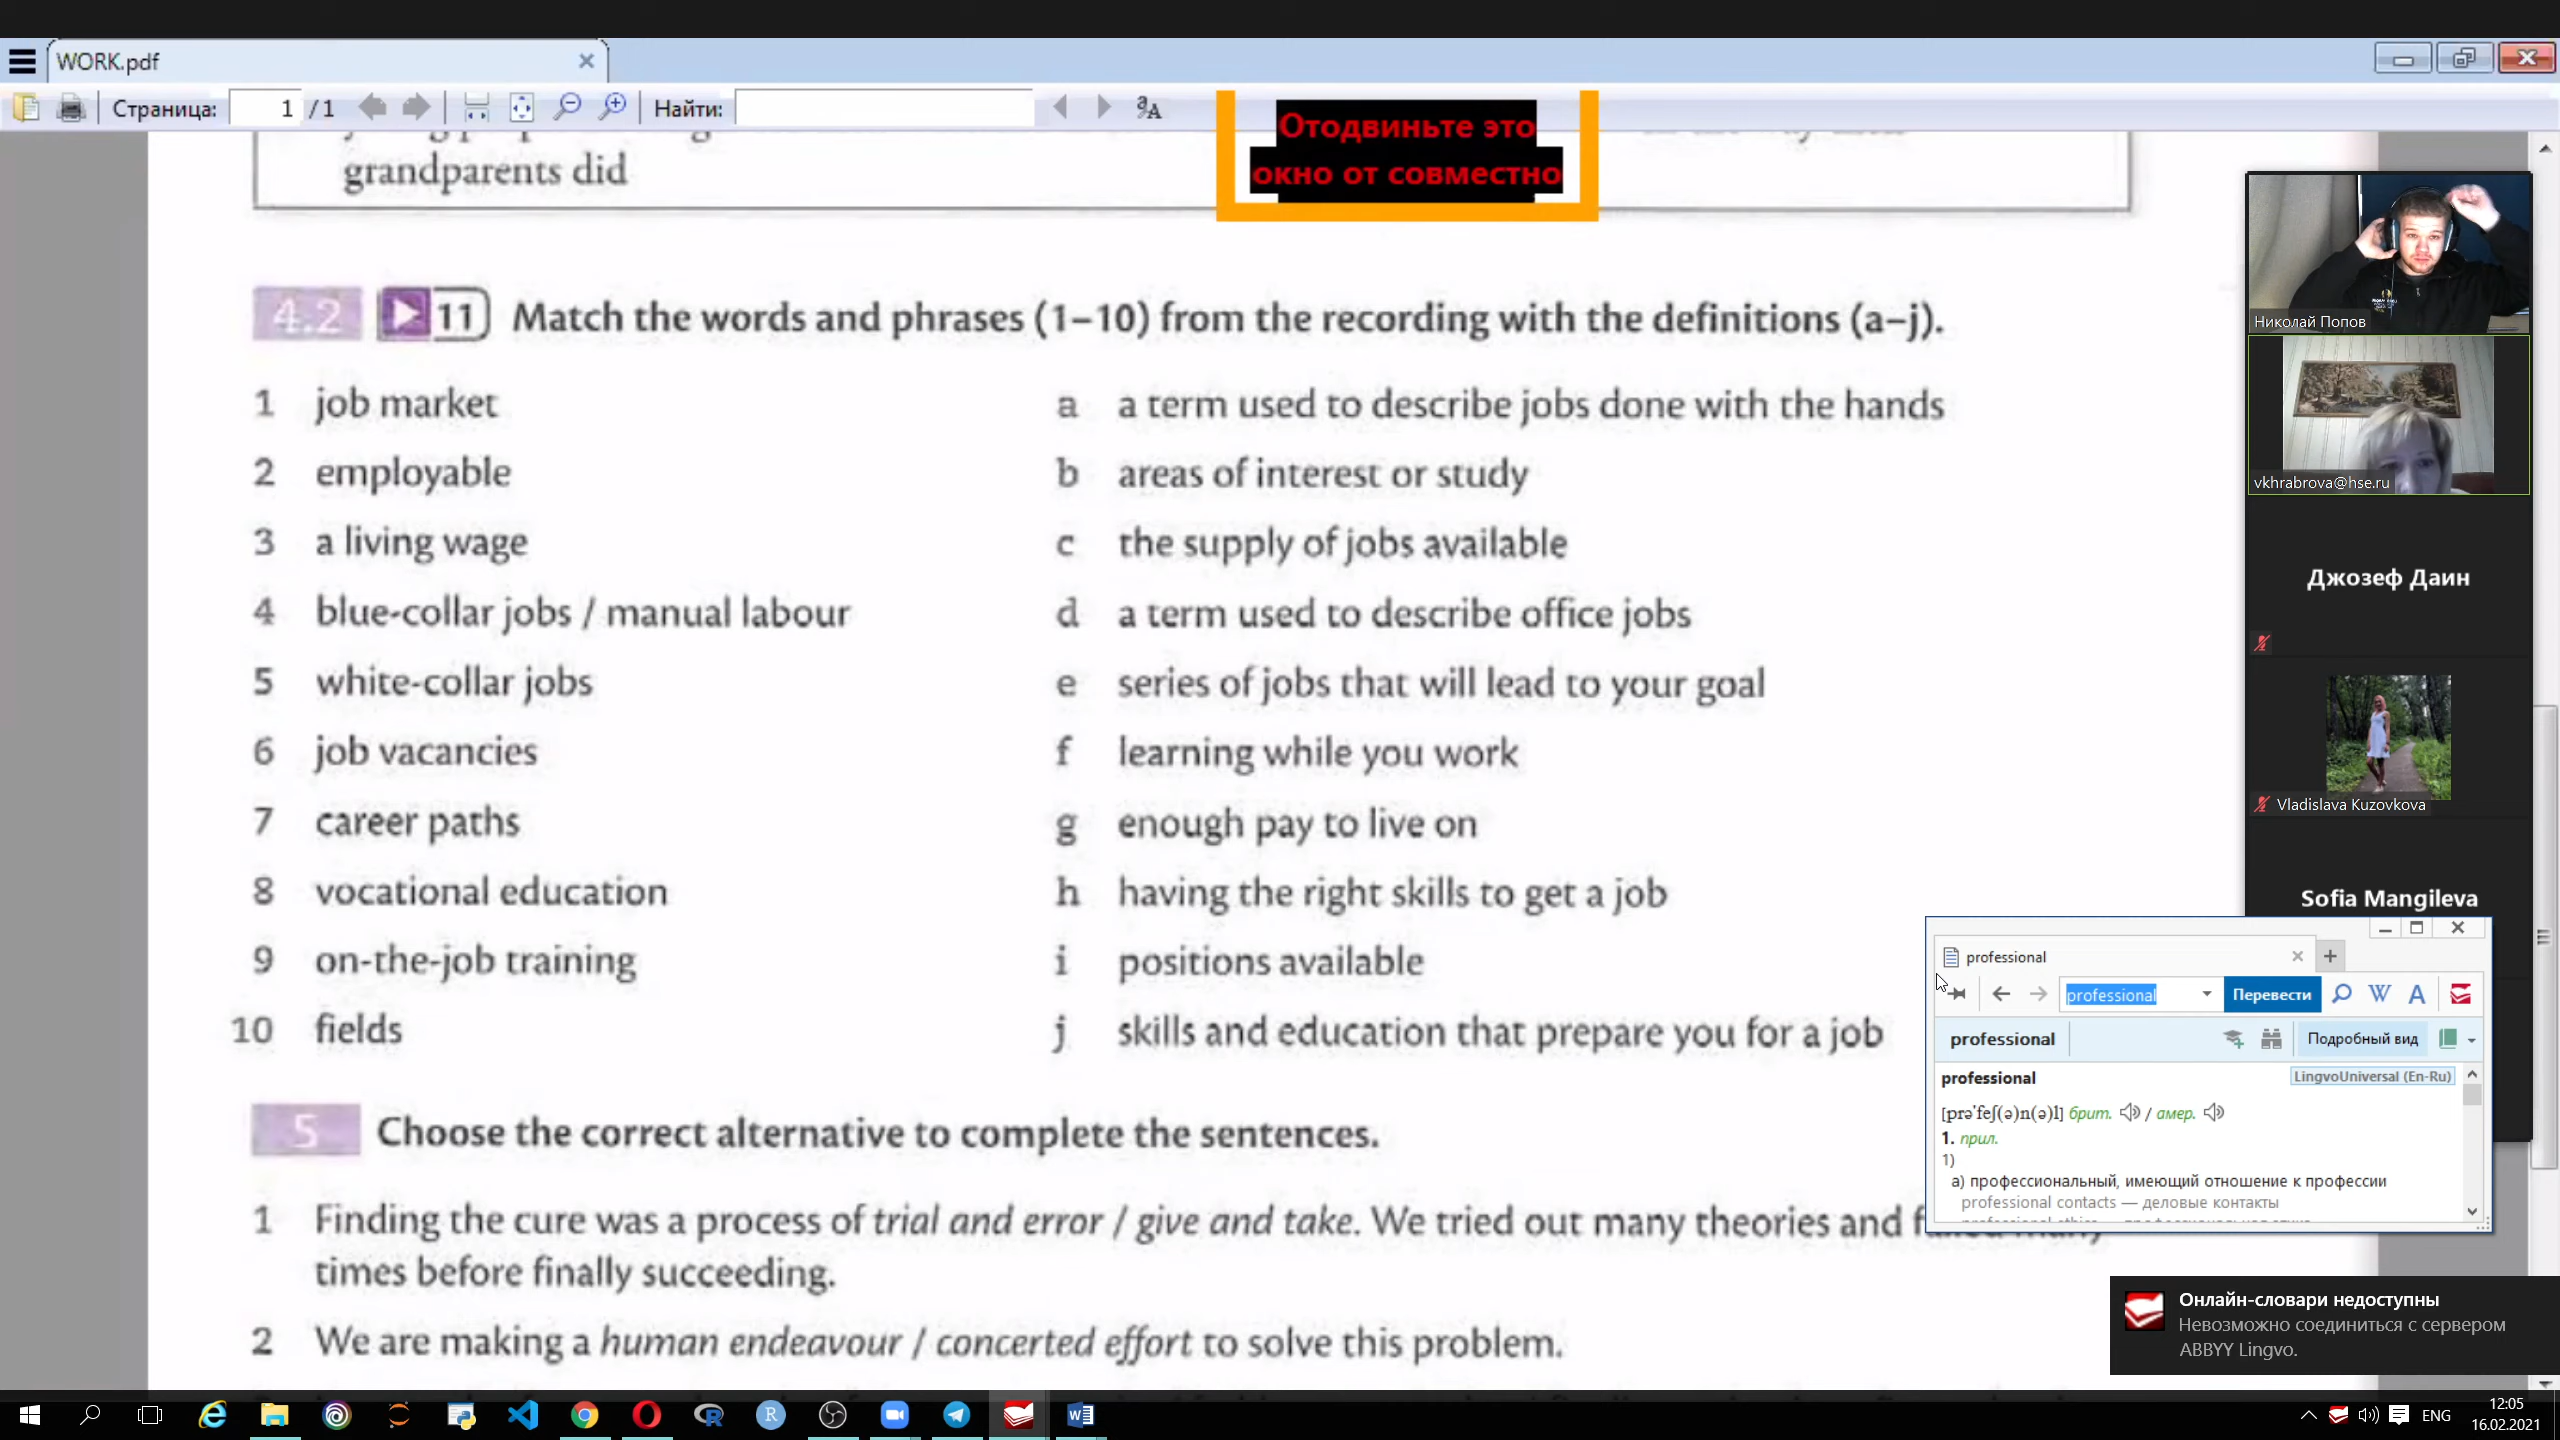 WORK.pdf
Страница: 1 / 1 Найти:
Отодвиньте это
окно от совместно
grandparents did
4.2 11 Match the words and phrases (1–10) from the recording with the definitions (a–j).
1 job market
2 employable
3 a living wage
4 blue-collar jobs / manual labour
5 white-collar jobs
6 job vacancies
7 career paths
8 vocational education
9 on-the-job training
10 fields
a a term used to describe jobs done with the hands
b areas of interest or study
c the supply of jobs available
d a term used to describe office jobs
e series of jobs that will lead to your goal
f learning while you work
g enough pay to live on
h having the right skills to get a job
i positions available
j skills and education that prepare you for a job
5 Choose the correct alternative to complete the sentences.
1 Finding the cure was a process of trial and error / give and take. We tried out many theories and
times before finally succeeding.
2 We are making a human endeavour / concerted effort to solve this problem.
Николай Попов
vkhrabrova@hse.ru
Джозеф Даин
Vladislava Kuzovkova
Sofia Mangileva
professional
professional Перевести
professional Подробный вид
professional LingvoUniversal (En-Ru)
[prə'feʃ(ə)n(ə)l] брит. / амер.
1. прил.
1)
а) профессиональный, имеющий отношение к профессии
professional contacts — деловые контакты
Онлайн-словари недоступны
Невозможно соединиться с сервером
ABBYY Lingvo.
ENG
12:05
16.02.2021